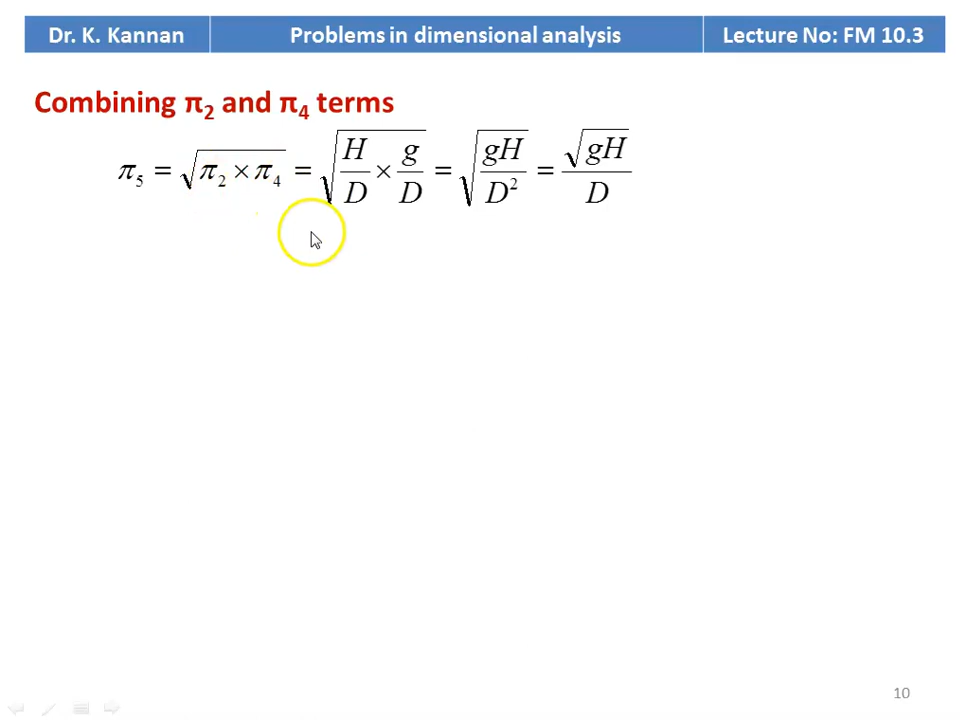 Dr. K. Kannan Problems in dimensional analysis Lecture No: FM 10.3
Combining π₂ and π₄ terms
π₅ = √(π₂ × π₄) = √(H/D × g/D) = √(gH/D²) = √(gH)/D
10